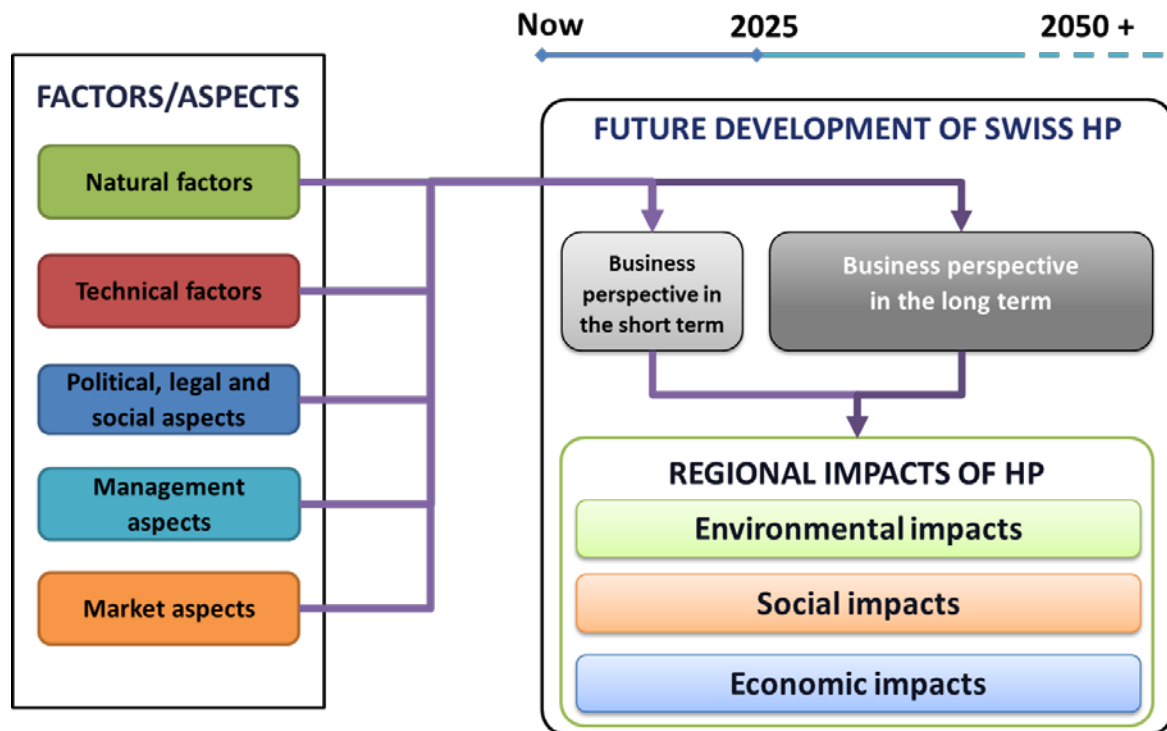 Now 2025 2050 +
FACTORS/ASPECTS
Natural factors
Technical factors
Political, legal and
social aspects
Management
aspects
Market aspects
FUTURE DEVELOPMENT OF SWISS HP
Business
perspective in
the short term
Business perspective
in the long term
REGIONAL IMPACTS OF HP
Environmental impacts
Social impacts
Economic impacts